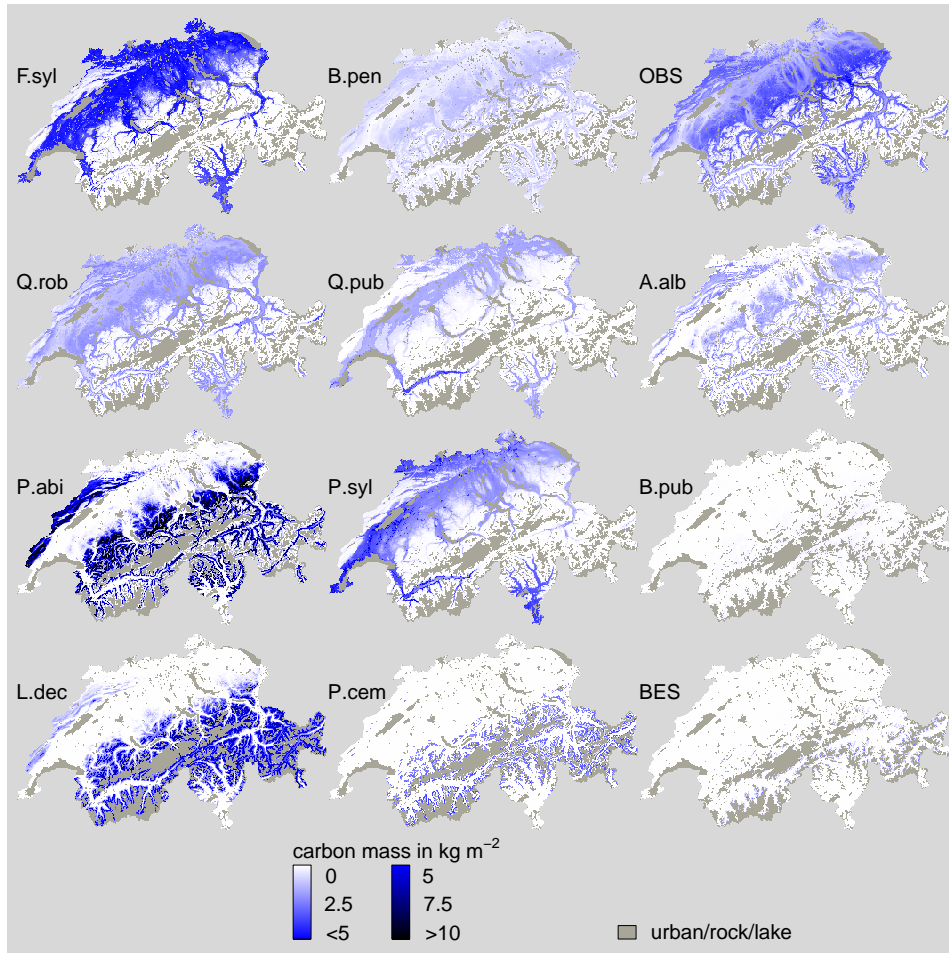 F.syl B.pen OBS
Q.rob Q.pub A.alb
P.abi P.syl B.pub
L.dec P.cem BES
carbon mass in kg m⁻²
0 5
2.5 7.5
<5 >10
urban/rock/lake